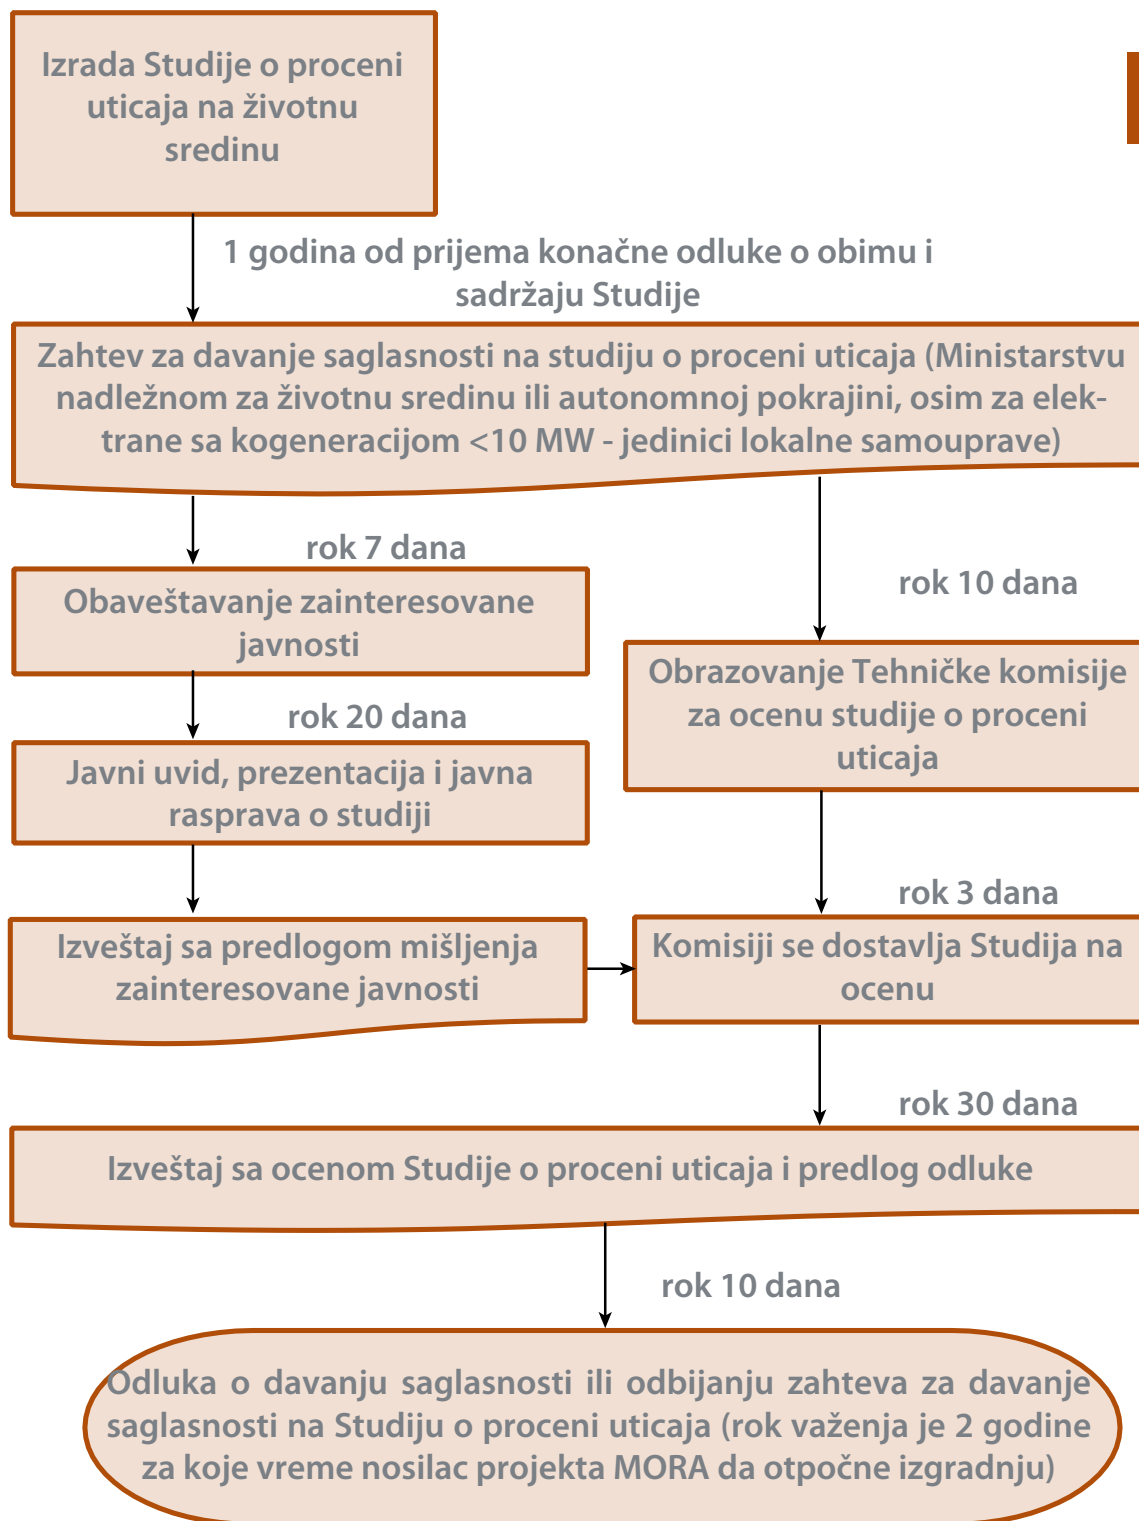 Izrada Studije o proceni
uticaja na životnu
sredinu
1 godina od prijema konačne odluke o obimu i
sadržaju Studije
Zahtev za davanje saglasnosti na studiju o proceni uticaja (Ministarstvu
nadležnom za životnu sredinu ili autonomnoj pokrajini, osim za elek-
trane sa kogeneracijom <10 MW - jedinici lokalne samouprave)
rok 7 dana
Obaveštavanje zainteresovane
javnosti
rok 20 dana
Javni uvid, prezentacija i javna
rasprava o studiji
Izveštaj sa predlogom mišljenja
zainteresovane javnosti
rok 10 dana
Obrazovanje Tehničke komisije
za ocenu studije o proceni
uticaja
rok 3 dana
Komisiji se dostavlja Studija na
ocenu
rok 30 dana
Izveštaj sa ocenom Studije o proceni uticaja i predlog odluke
rok 10 dana
Odluka o davanju saglasnosti ili odbijanju zahteva za davanje
saglasnosti na Studiju o proceni uticaja (rok važenja je 2 godine
za koje vreme nosilac projekta MORA da otpočne izgradnju)